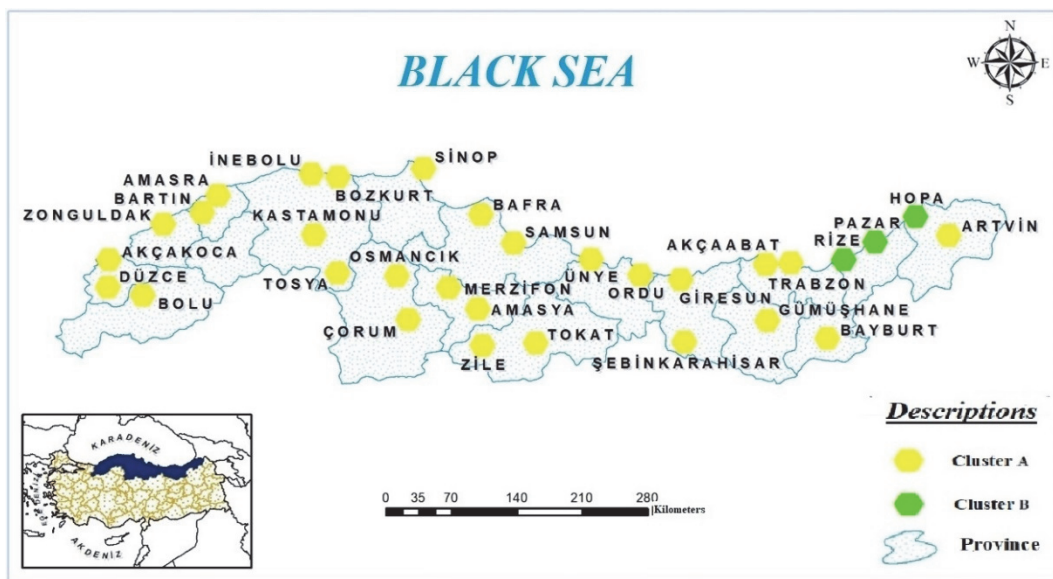 N
W E
S
BLACK SEA
SİNOP
İNEBOLU
AMASRA
BOZKURT
BARTIN
HOPA
ZONGULDAK
KASTAMONU
BAFRA
PAZAR
ARTVİN
SAMSUN
RİZE
AKÇAKOCA
OSMANCIK
AKÇAABAT
DÜZCE
TOSYA
ÜNYE
TRABZON
BOLU
MERZİFON
ORDU
GİRESUN
AMASYA
GÜMÜŞHANE
ÇORUM
TOKAT
BAYBURT
ZİLE
ŞEBİNKARAHİSAR
Descriptions
Cluster A
Cluster B
Province
KARADENİZ
AKDENİZ
0 35 70 140 210 280
Kilometers